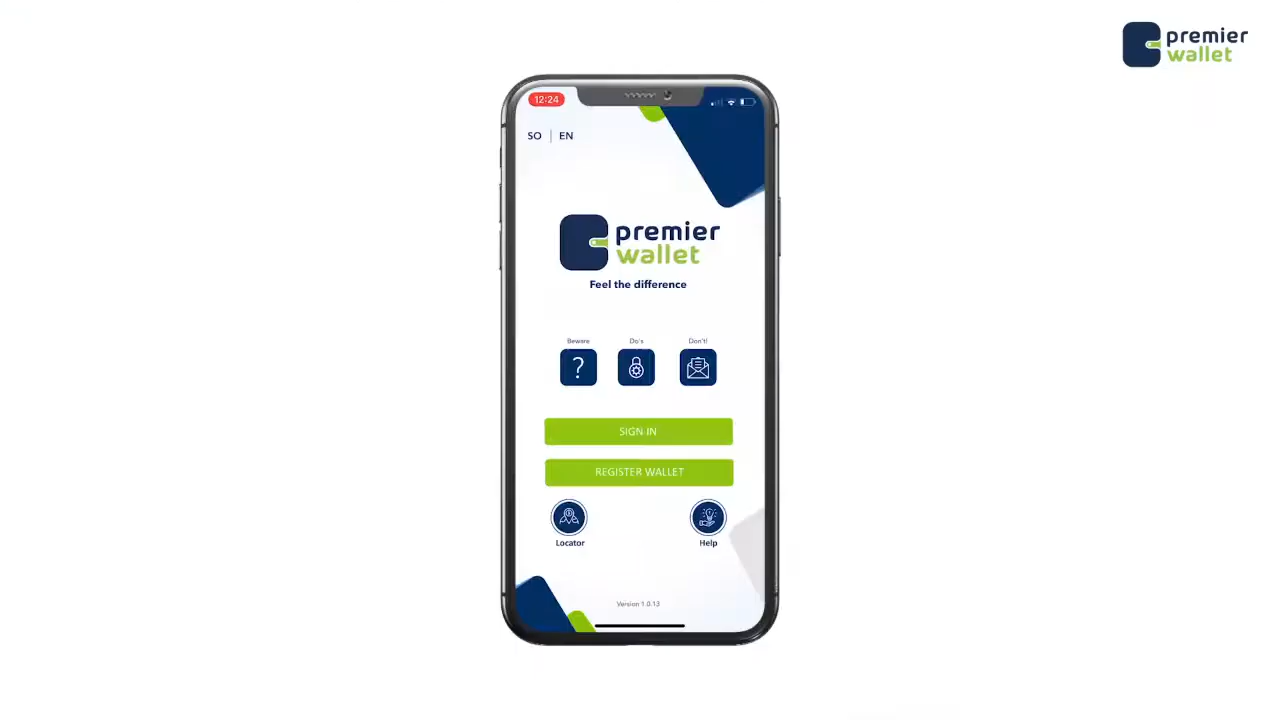 premier
wallet
12:24
SO | EN
premier
wallet
Feel the difference
Beware
Do's
Don't!
?
SIGN IN
REGISTER WALLET
Locator
Help
Version 1.0.13